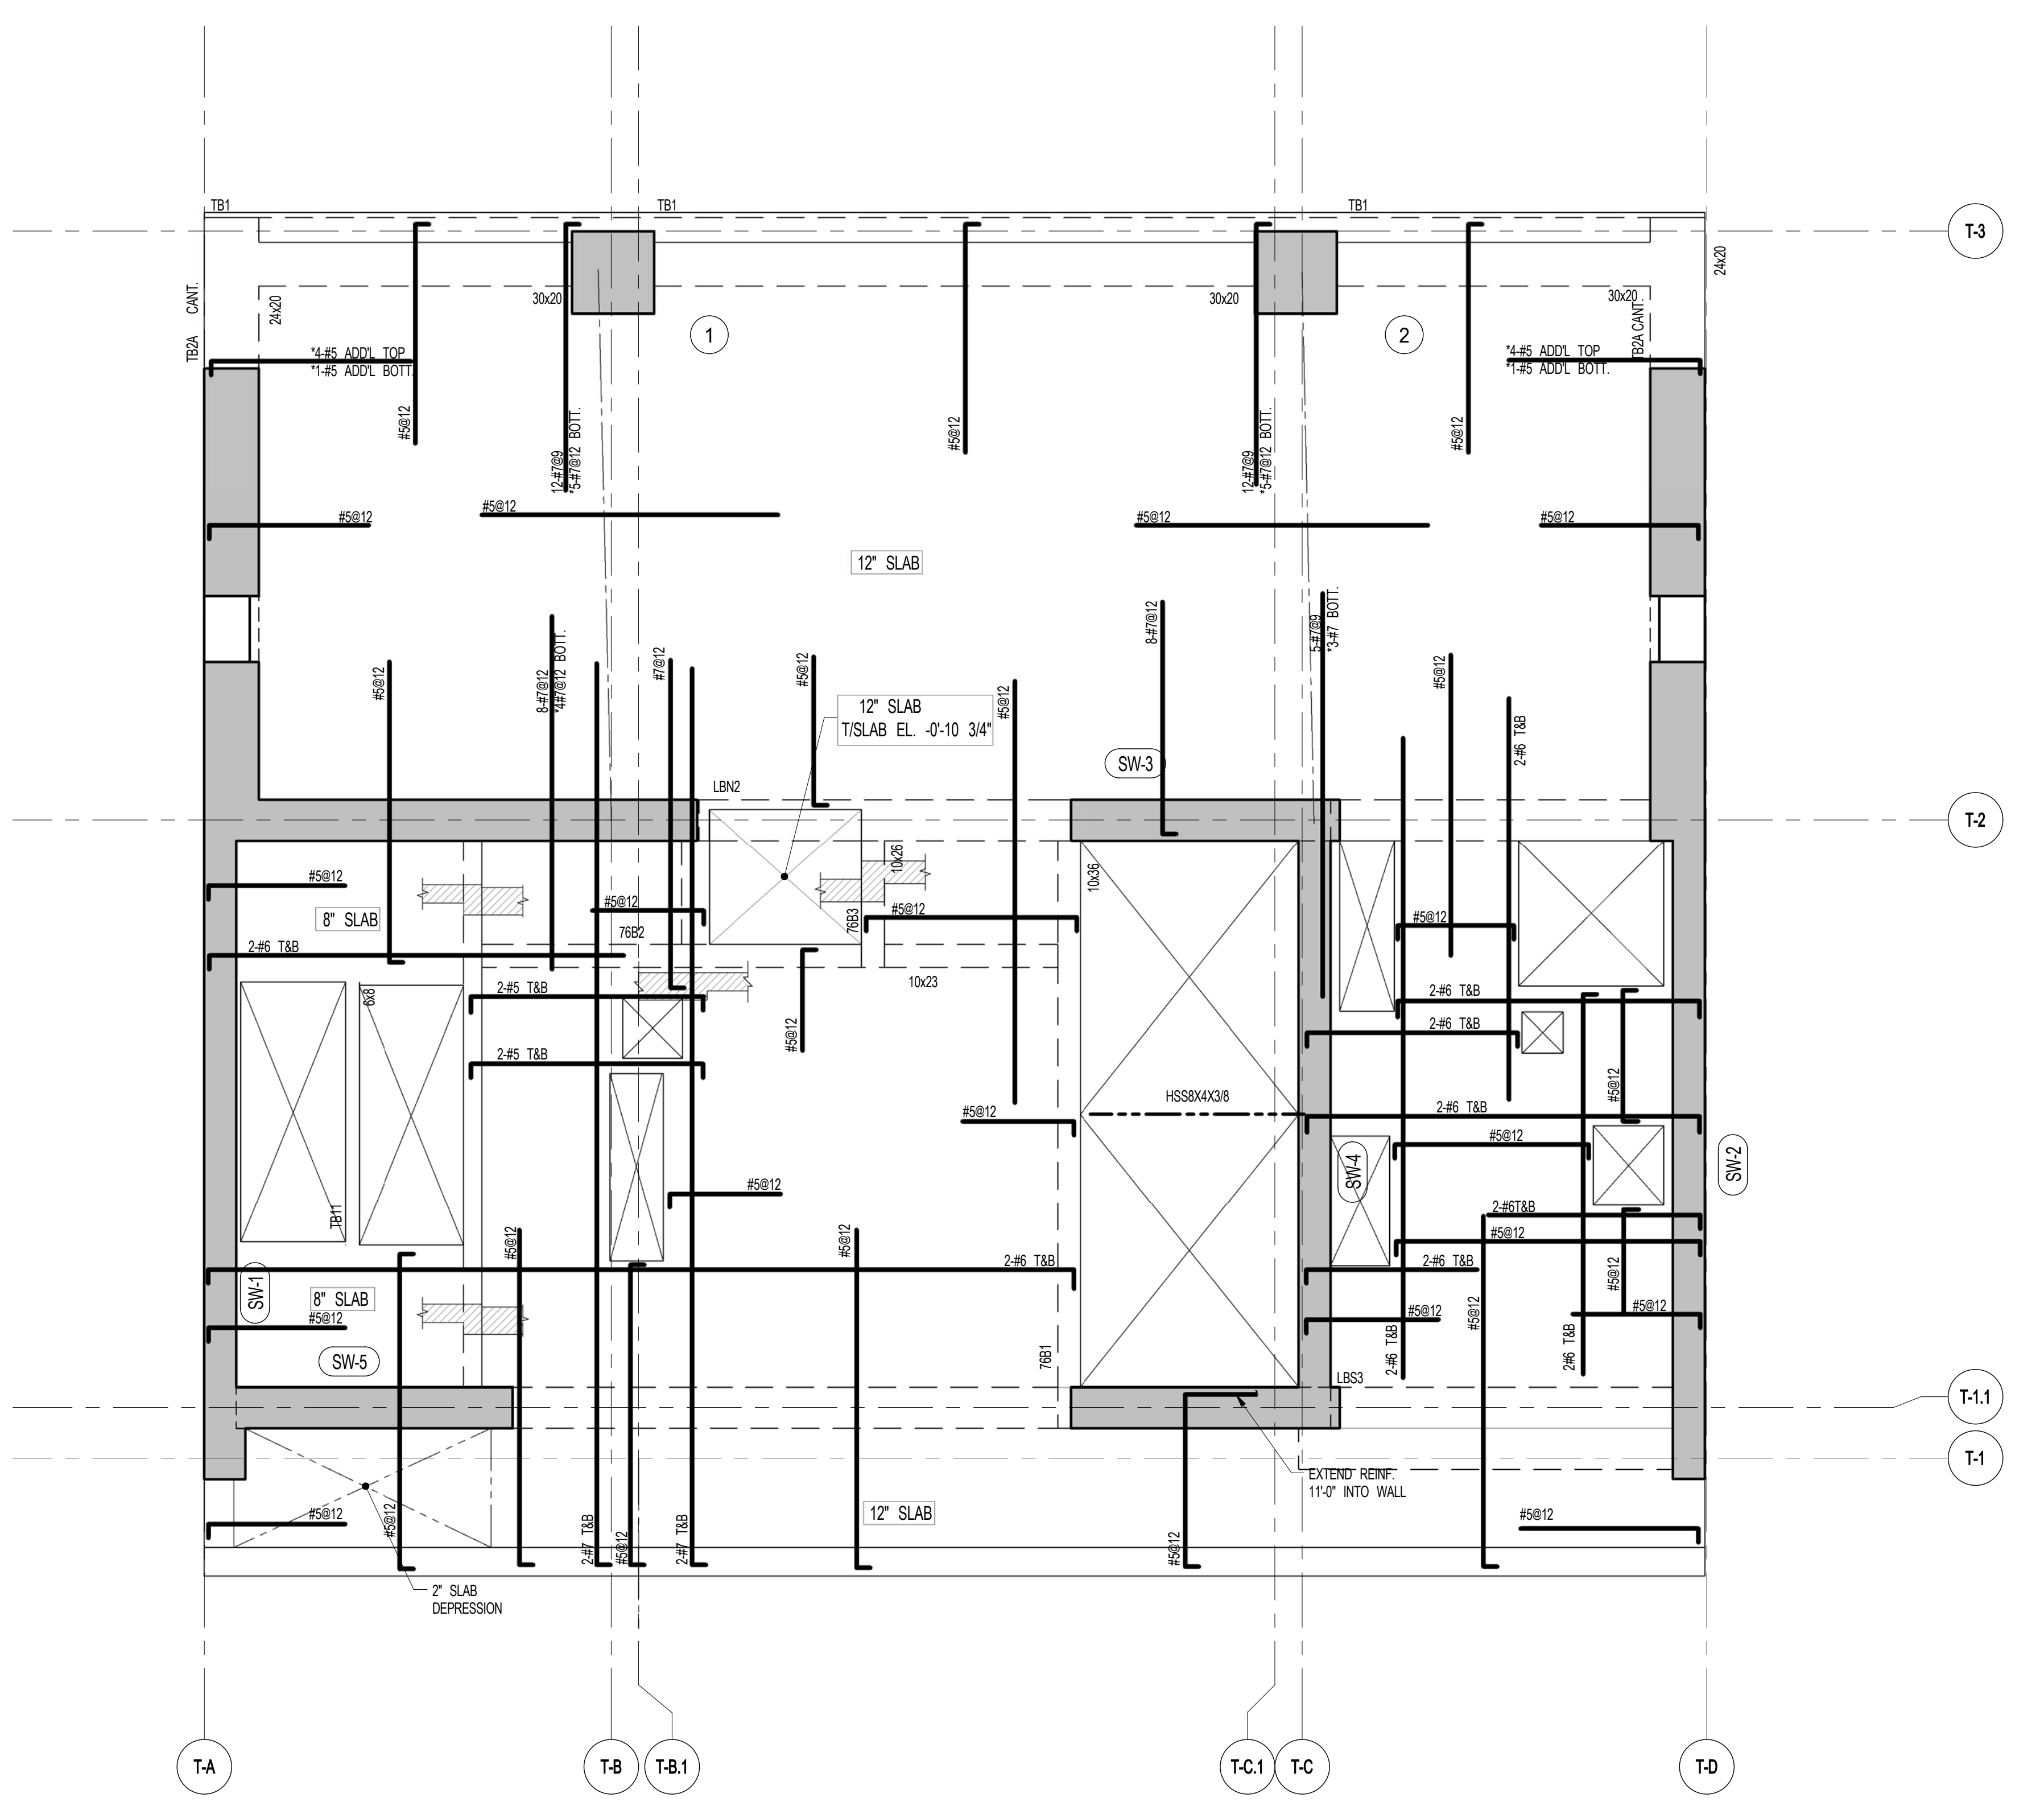 TB1
TB1
TB1
T-3
24x20
TB2A CANT.
24x20
30x20
30x20
30x20
TB2A CANT.
1
2
*4-#5 ADD'L TOP
*1-#5 ADD'L BOTT.
*4-#5 ADD'L TOP
*1-#5 ADD'L BOTT.
#5@12
12-#7@9
*5-#7@12 BOTT.
#5@12
12-#7@9
*5-#7@12 BOTT.
#5@12
#5@12
#5@12
#5@12
#5@12
12" SLAB
#5@12
8-#7@12
*4#7@12 BOTT.
#7@12
#5@12
8-#7@12
5-#7@9
*3-#7 BOTT.
#5@12
12" SLAB
T/SLAB EL. -0'-10 3/4"
#5@12
2-#6 T&B
SW-3
LBN2
T-2
10x26
10x36
#5@12
8" SLAB
#5@12
76B2
76B3
#5@12
#5@12
2-#6 T&B
10x23
6x8
2-#5 T&B
2-#6 T&B
2-#6 T&B
#5@12
2-#5 T&B
#5@12
HSS8X4X3/8
#5@12
2-#6 T&B
#5@12
SW-4
SW-2
#5@12
TB11
2-#6T&B
#5@12
#5@12
#5@12
2-#6 T&B
2-#6 T&B
SW-1
8" SLAB
#5@12
#5@12
#5@12
#5@12
#5@12
SW-5
76B1
2-#6 T&B
2#6 T&B
LBS3
T-1.1
T-1
EXTEND REINF.
11'-0" INTO WALL
#5@12
#5@12
2-#7 T&B
#5@12
2-#7 T&B
12" SLAB
#5@12
#5@12
2" SLAB
DEPRESSION
T-A
T-B
T-B.1
T-C.1
T-C
T-D